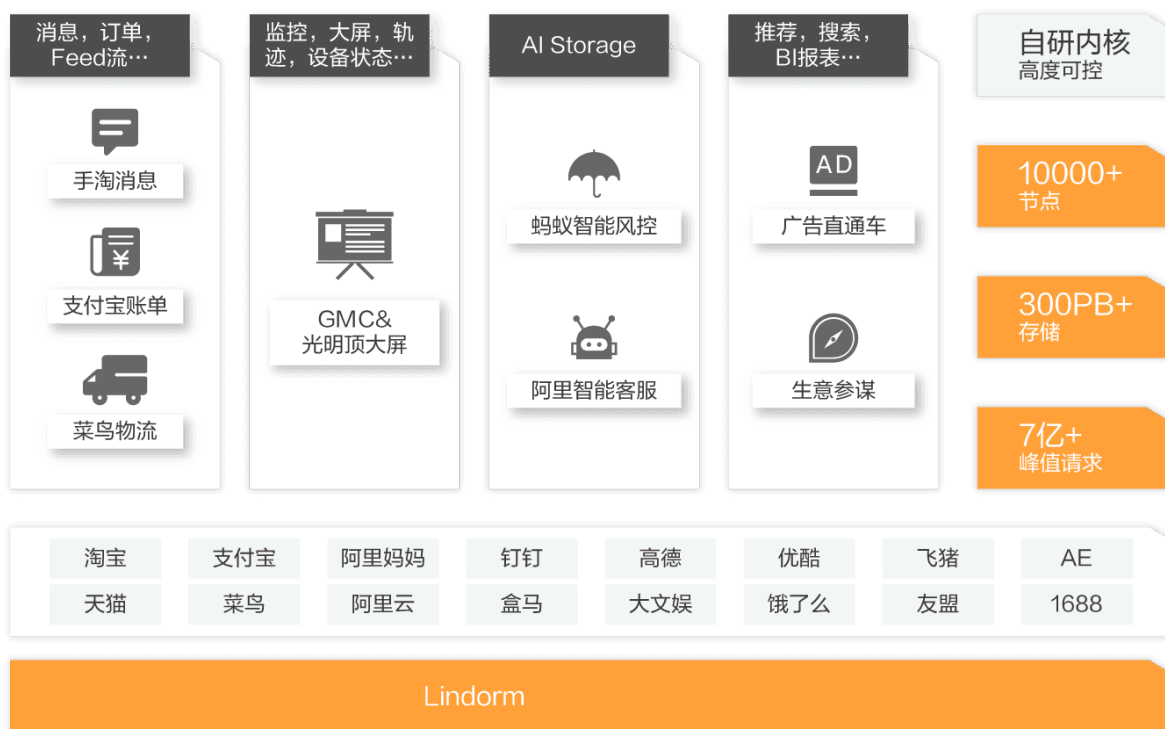 消息，订单，
Feed流…
手淘消息
¥
支付宝账单
菜鸟物流
监控，大屏，轨
迹，设备状态…
GMC&
光明顶大屏
AI Storage
蚂蚁智能风控
阿里智能客服
推荐，搜索，
BI报表…
AD
广告直通车
生意参谋
自研内核
高度可控
10000+
节点
300PB+
存储
7亿+
峰值请求
淘宝 支付宝 阿里妈妈 钉钉 高德 优酷 飞猪 AE
天猫 菜鸟 阿里云 盒马 大文娱 饿了么 友盟 1688
Lindorm